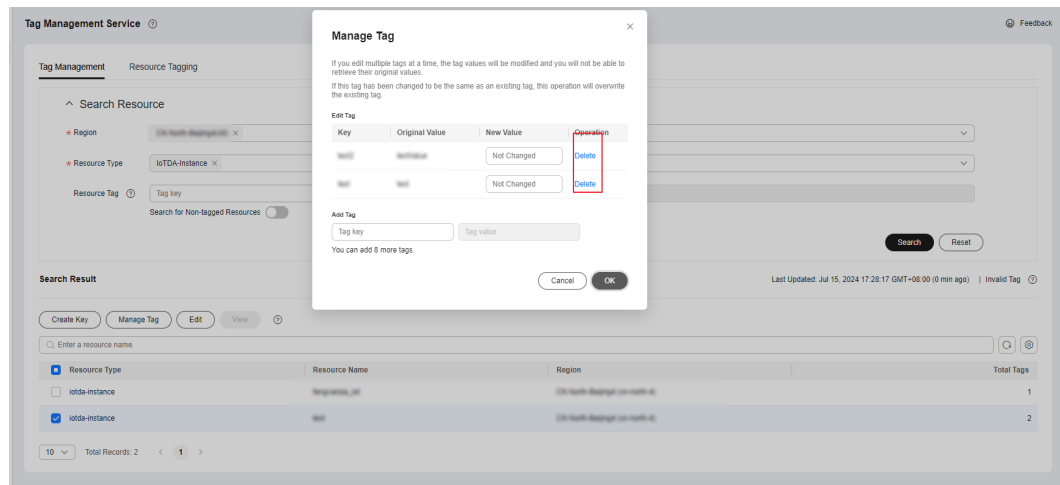 Tag Management Service
Feedback
Tag Management Resource Tagging
Search Resource
* Region
* Resource Type IoTDA-Instance ×
Resource Tag Tag key
Search for Non-tagged Resources
Search Reset
Manage Tag
If you edit multiple tags at a time, the tag values will be modified and you will not be able to
retrieve their original values.
If this tag has been changed to be the same as an existing tag, this operation will overwrite
the existing tag.
Edit Tag
Key Original Value New Value Operation
Not Changed Delete
Not Changed Delete
Add Tag
Tag key Tag value
You can add 8 more tags.
Cancel OK
Search Result
Last Updated: Jul 15, 2024 17:28:17 GMT+08:00 (0 min ago) | Invalid Tag
Create Key Manage Tag Edit View
Enter a resource name.
Resource Type Resource Name Region Total Tags
iotda-instance 1
iotda-instance 2
10 Total Records: 2 < 1 >